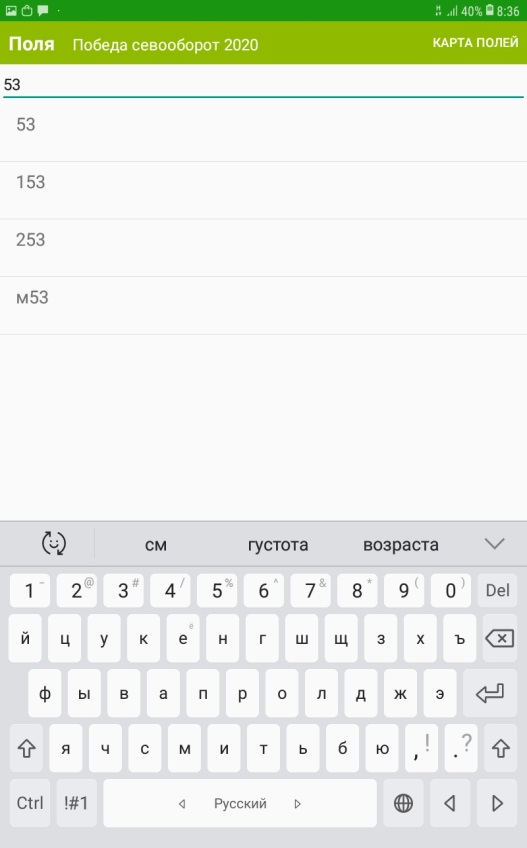 40% 8:36
Поля Победа севооборот 2020 КАРТА ПОЛЕЙ
53
53
153
253
м53
см густота возраста
1 - 2 @ 3 # 4 / 5 % 6 ^ 7 & 8 * 9 ( 0 ) Del
й ц у к е ё н г ш щ з х ъ
ф ы в а п р о л д ж э
я ч с м и т ь б ю , ! . ?
Ctrl !#1 Русский